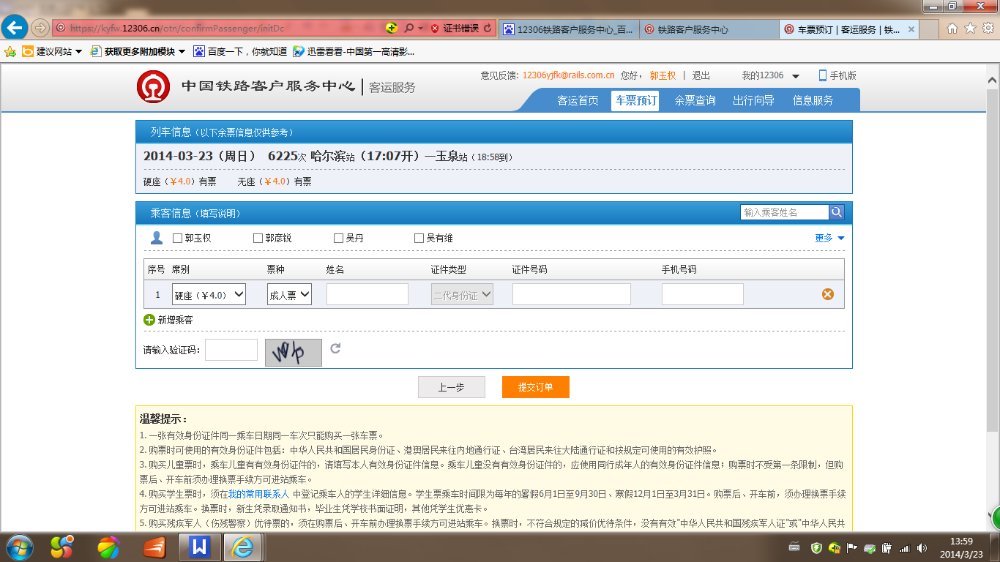 https://kyfw.12306.cn/otn/confirmPassenger/initDc
证书错误
12306铁路客户服务中心_百...
铁路客户服务中心
车票预订 | 客运服务 | 铁...
建议网站
获取更多附加模块
百度一下，你就知道
迅雷看看-中国第一高清影...
中国铁路客户服务中心 | 客运服务
意见反馈: 12306yjfk@rails.com.cn 您好， 郭玉权 | 退出 我的12306 手机版
客运首页 车票预订 余票查询 出行向导 信息服务
列车信息（以下余票信息仅供参考）
2014-03-23（周日） 6225次 哈尔滨站（17:07开）—玉泉站（18:58到）
硬座（￥4.0）有票 无座（￥4.0）有票
乘客信息（填写说明） 输入乘客姓名
郭玉权 郭彦锐 吴丹 吴有维 更多
序号 席别 票种 姓名 证件类型 证件号码 手机号码
1 硬座（￥4.0） 成人票 二代身份证
新增乘客
请输入验证码：
上一步 提交订单
温馨提示：
1. 一张有效身份证件同一乘车日期同一车次只能购买一张车票。
2. 购票时可使用的有效身份证件包括：中华人民共和国居民身份证、港澳居民来往内地通行证、台湾居民来往大陆通行证和按规定可使用的有效护照。
3. 购买儿童票时，乘车儿童有有效身份证件的，请填写本人有效身份证件信息。乘车儿童没有有效身份证件的，应使用同行成年人的有效身份证件信息；购票时不受第一条限制，但购
票后、开车前须办理换票手续方可进站乘车。
4. 购买学生票时，须在我的常用联系人 中登记乘车人的学生详细信息。学生票乘车时间限为每年的暑假6月1日至9月30日、寒假12月1日至3月31日。购票后、开车前，须办理换票手续
方可进站乘车。换票时，新生凭录取通知书，毕业生凭学校书面证明，其他凭学生优惠卡。
5. 购买残疾军人（伤残警察）优待票的，须在购票后、开车前办理换票手续方可进站乘车。换票时，不符合规定的减价优待条件，没有有效"中华人民共和国残疾军人证"或"中华人民共
13:59
2014/3/23